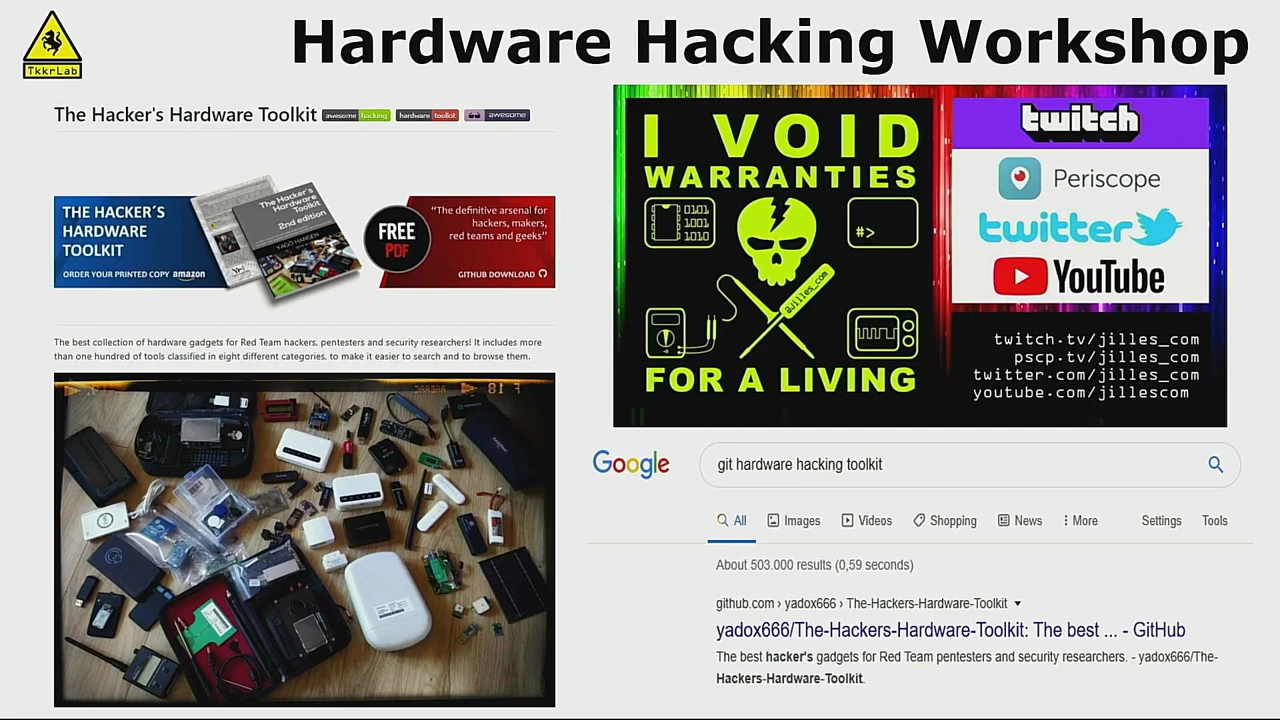 Hardware Hacking Workshop
TkkrLab
The Hacker's Hardware Toolkit
awesome hacking
hardware toolkit
awesome
THE HACKER´S
HARDWARE
TOOLKIT
ORDER YOUR PRINTED COPY amazon
The Hacker's
Hardware
Toolkit
2nd edition
YAGO HANSEN
FREE
PDF
“The definitive arsenal for
hackers, makers,
red teams and geeks”
GITHUB DOWNLOAD
The best collection of hardware gadgets for Red Team hackers, pentesters and security researchers! It includes more
than one hundred of tools classified in eight different categories, to make it easier to search and to browse them.
I VOID
WARRANTIES
0101
1001
1010
#>
@jilles_com
FOR A LIVING
twitch
Periscope
twitter
YouTube
twitch.tv/jilles_com
pscp.tv/jilles_com
twitter.com/jilles_com
youtube.com/jillescom
Google
git hardware hacking toolkit
All Images Videos Shopping News More Settings Tools
About 503.000 results (0,59 seconds)
github.com › yadox666 › The-Hackers-Hardware-Toolkit
yadox666/The-Hackers-Hardware-Toolkit: The best ... - GitHub
The best hacker's gadgets for Red Team pentesters and security researchers. - yadox666/The-
Hackers-Hardware-Toolkit.